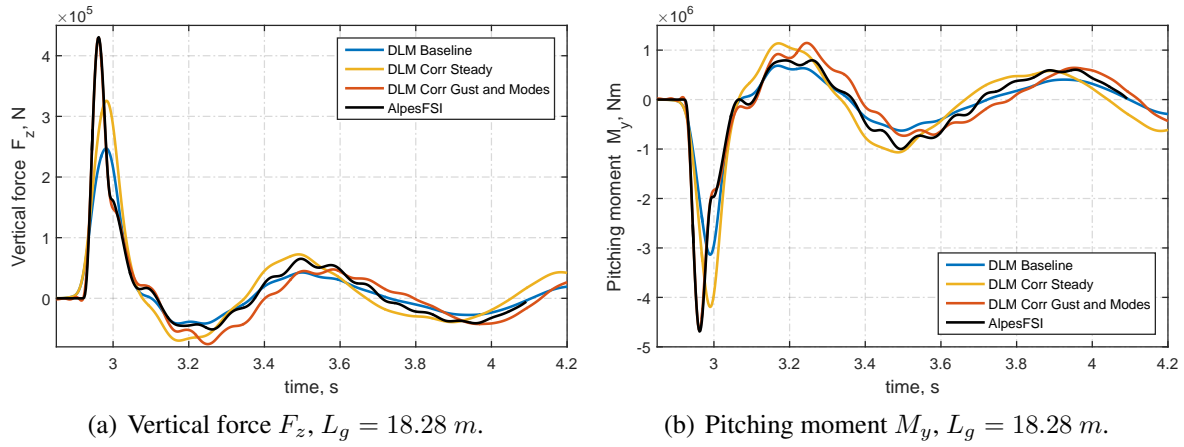 ×10⁵
4
3
2
1
0
Vertical force F_z, N
DLM Baseline
DLM Corr Steady
DLM Corr Gust and Modes
AlpesFSI
3 3.2 3.4 3.6 3.8 4 4.2
time, s
(a) Vertical force F_z, L_g = 18.28 m.
×10⁶
1
0
-1
-2
-3
-4
-5
Pitching moment M_y, Nm
DLM Baseline
DLM Corr Steady
DLM Corr Gust and Modes
AlpesFSI
3 3.2 3.4 3.6 3.8 4 4.2
time, s
(b) Pitching moment M_y, L_g = 18.28 m.